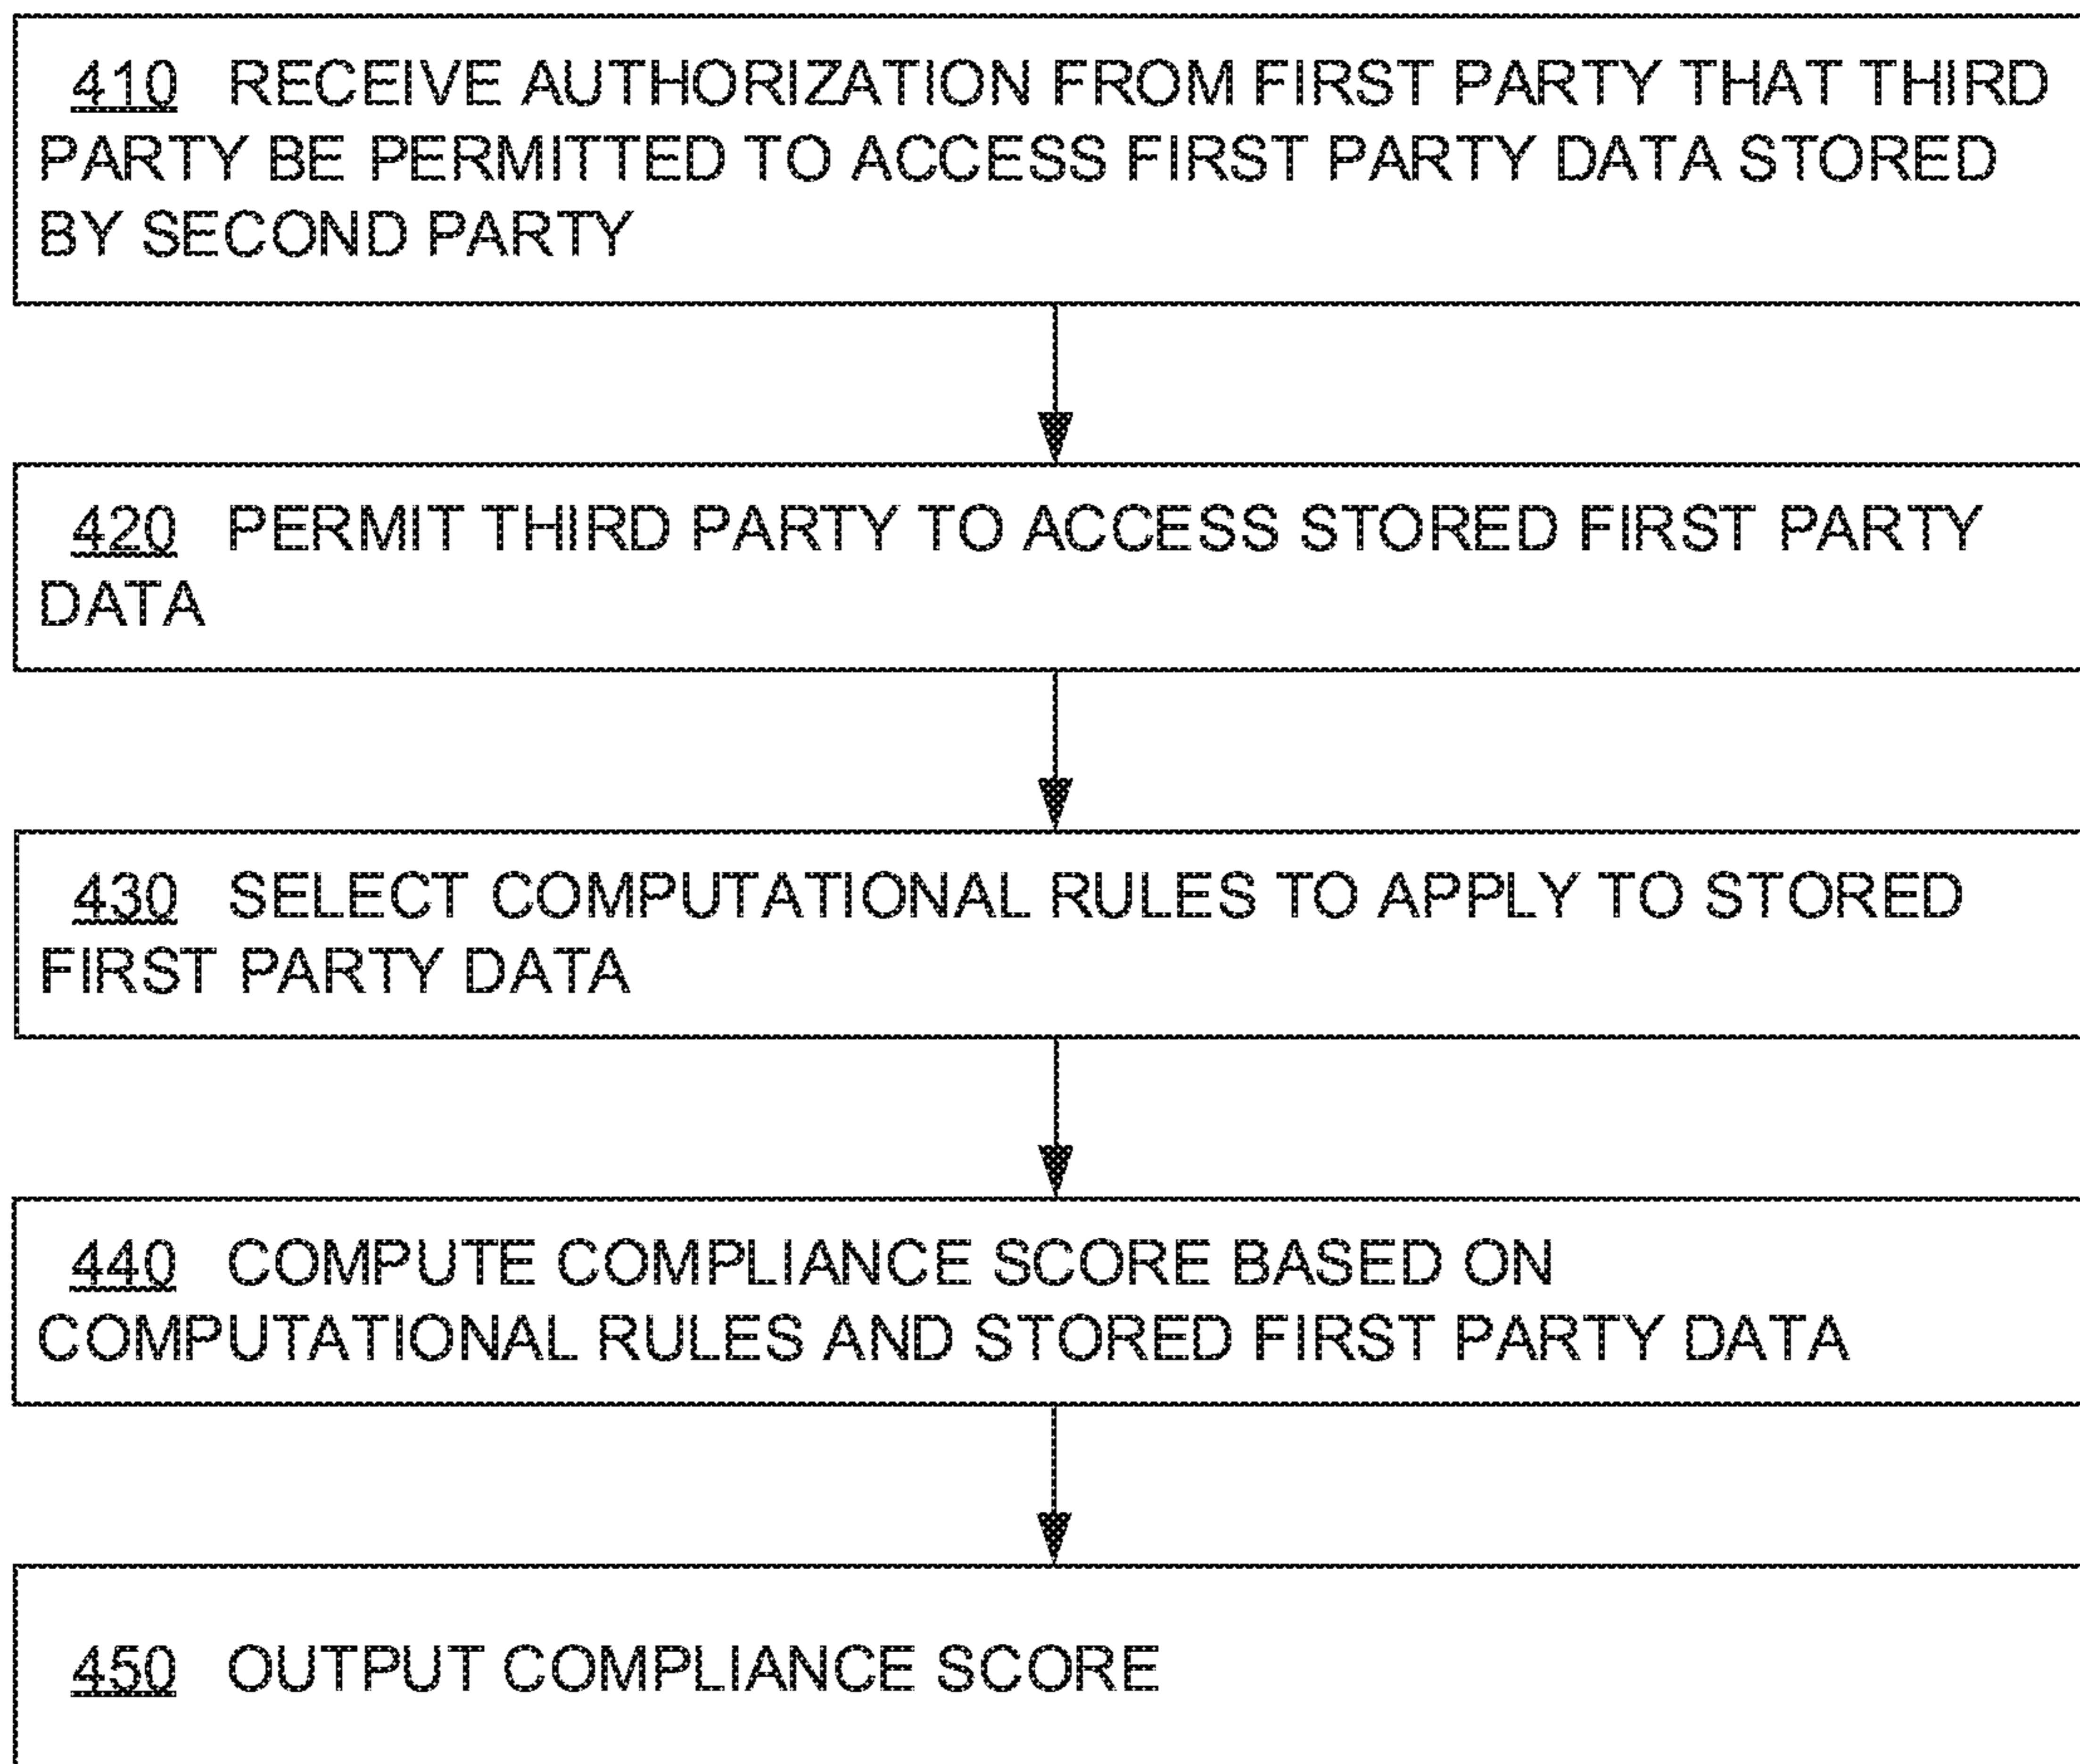 410 RECEIVE AUTHORIZATION FROM FIRST PARTY THAT THIRD
PARTY BE PERMITTED TO ACCESS FIRST PARTY DATA STORED
BY SECOND PARTY
420 PERMIT THIRD PARTY TO ACCESS STORED FIRST PARTY
DATA
430 SELECT COMPUTATIONAL RULES TO APPLY TO STORED
FIRST PARTY DATA
440 COMPUTE COMPLIANCE SCORE BASED ON
COMPUTATIONAL RULES AND STORED FIRST PARTY DATA
450 OUTPUT COMPLIANCE SCORE